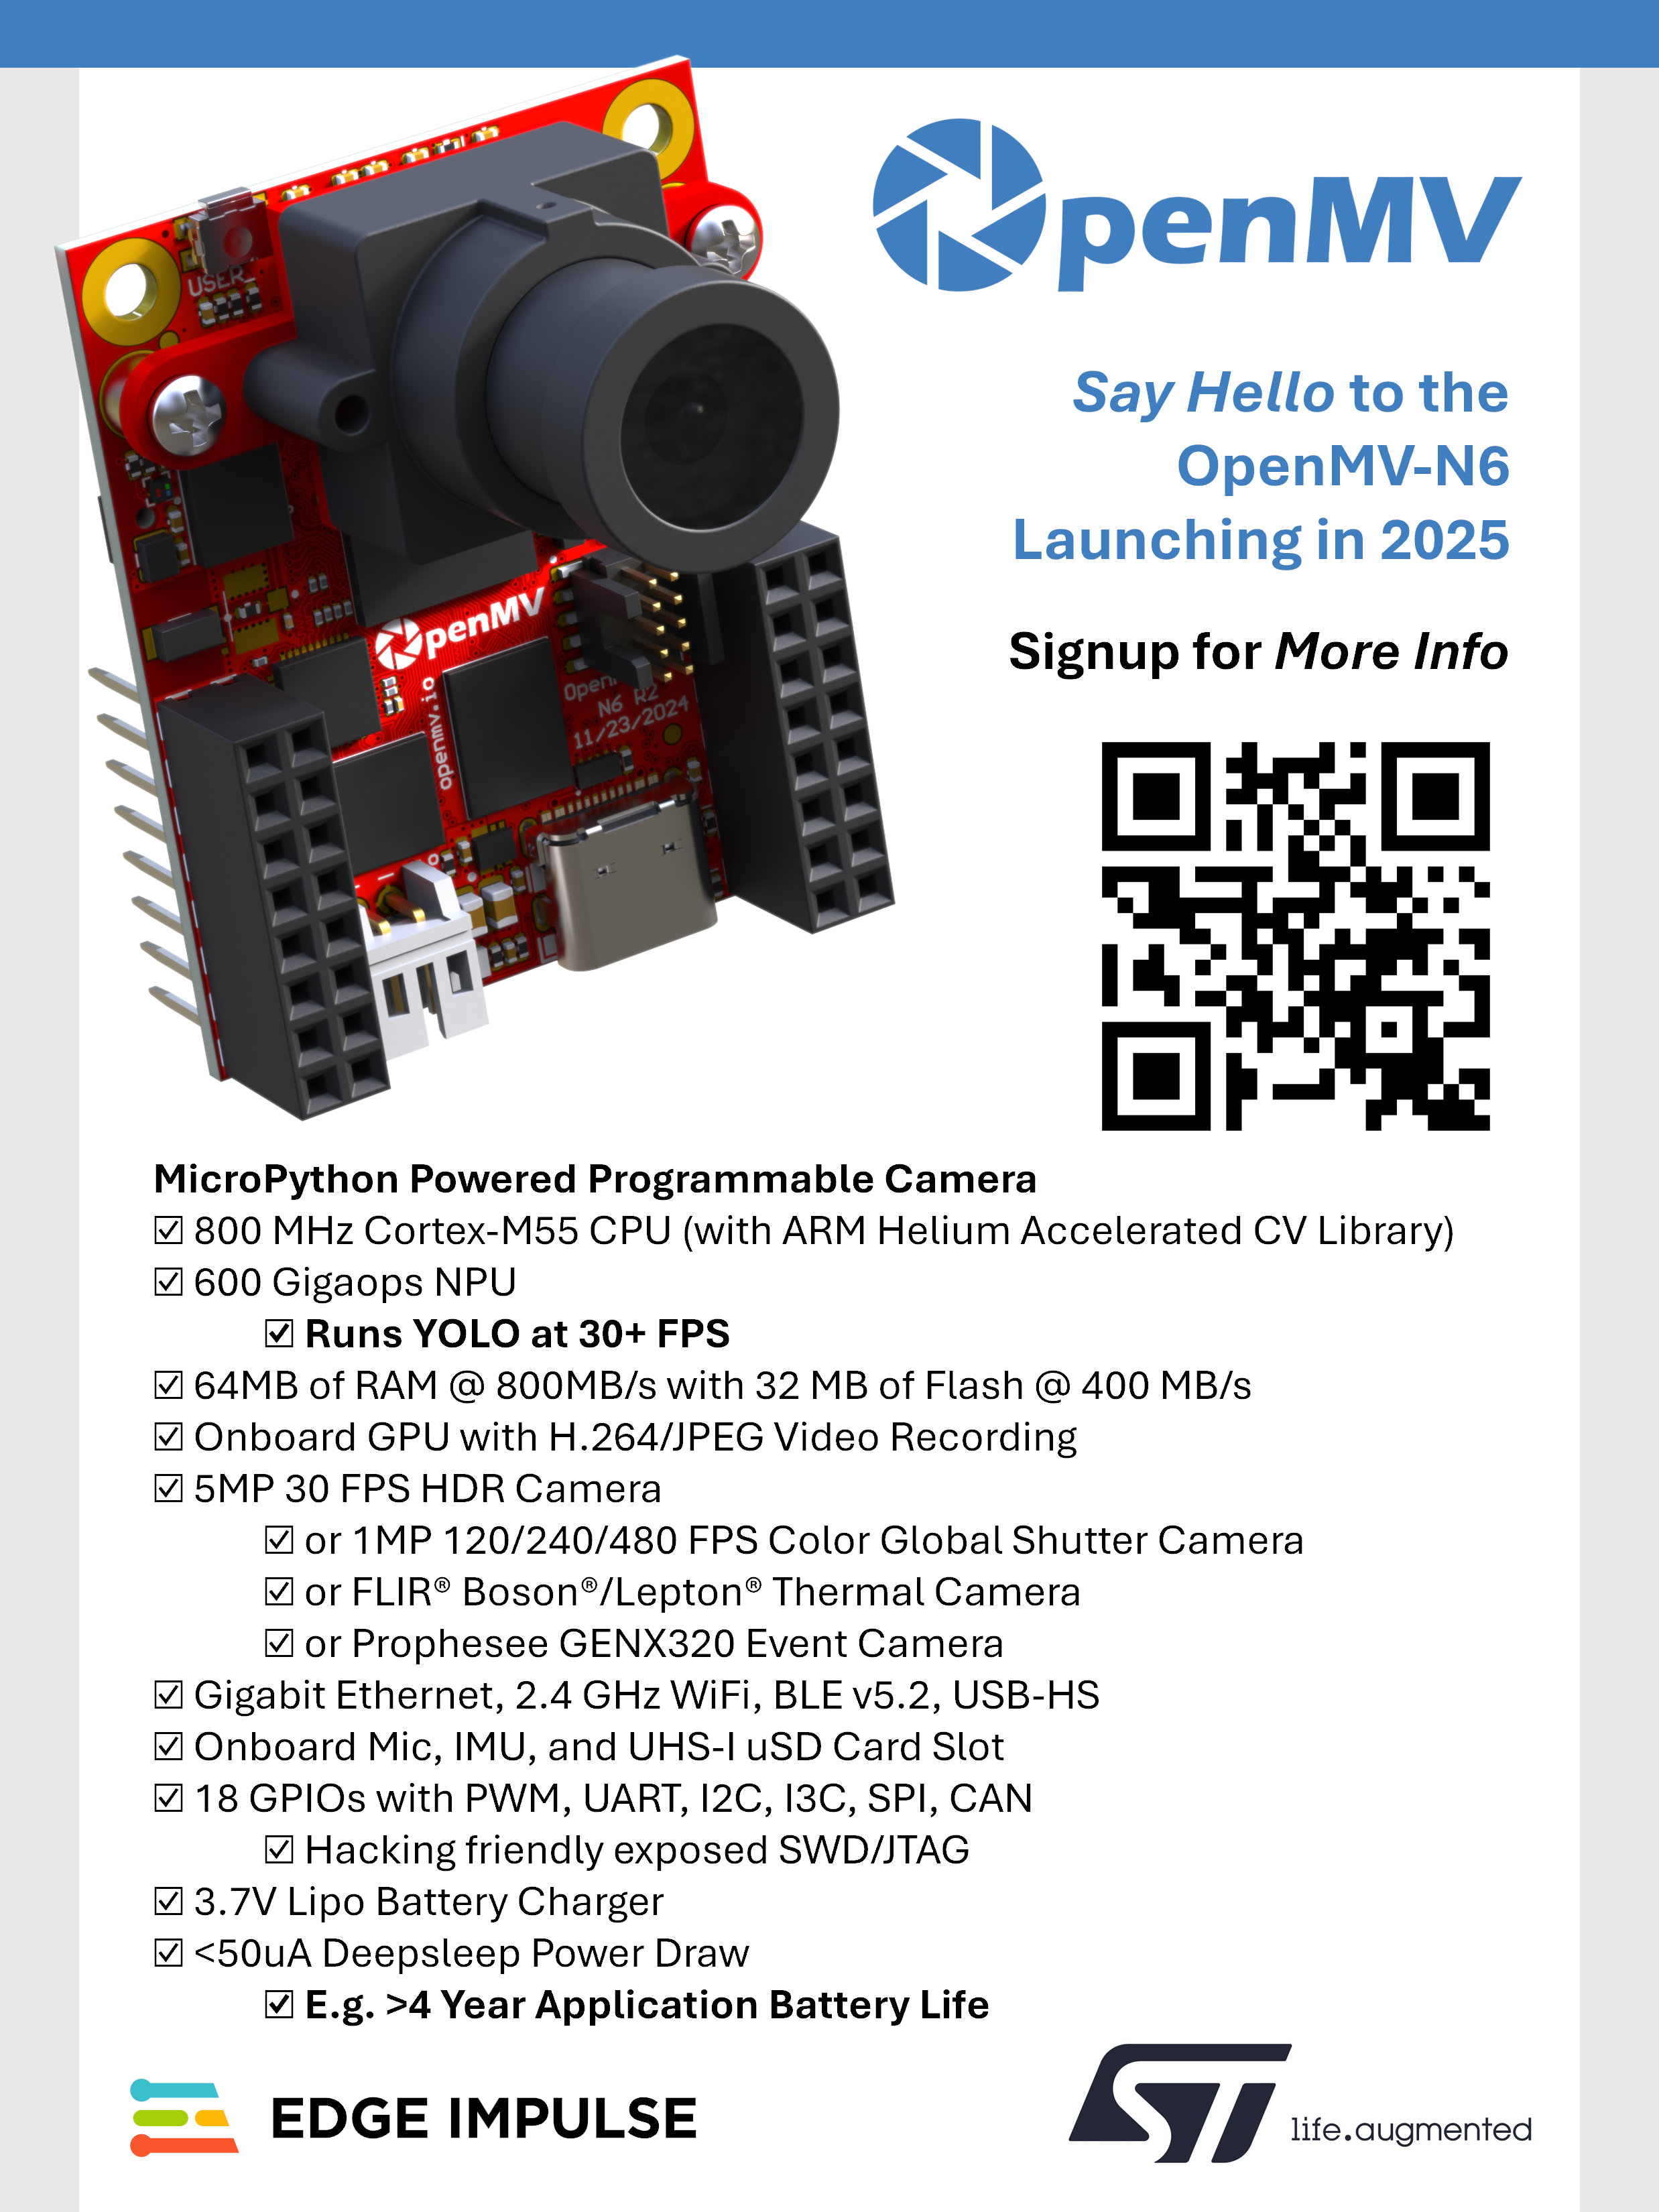 OpenMV
Say Hello to the
OpenMV-N6
Launching in 2025
Signup for More Info
USER
OpenMV
openmv.io
N6 R2
11/23/2024
MicroPython Powered Programmable Camera
☑ 800 MHz Cortex-M55 CPU (with ARM Helium Accelerated CV Library)
☑ 600 Gigaops NPU
☑ Runs YOLO at 30+ FPS
☑ 64MB of RAM @ 800MB/s with 32 MB of Flash @ 400 MB/s
☑ Onboard GPU with H.264/JPEG Video Recording
☑ 5MP 30 FPS HDR Camera
☑ or 1MP 120/240/480 FPS Color Global Shutter Camera
☑ or FLIR® Boson®/Lepton® Thermal Camera
☑ or Prophesee GENX320 Event Camera
☑ Gigabit Ethernet, 2.4 GHz WiFi, BLE v5.2, USB-HS
☑ Onboard Mic, IMU, and UHS-I uSD Card Slot
☑ 18 GPIOs with PWM, UART, I2C, I3C, SPI, CAN
☑ Hacking friendly exposed SWD/JTAG
☑ 3.7V Lipo Battery Charger
☑ <50uA Deepsleep Power Draw
☑ E.g. >4 Year Application Battery Life
EDGE IMPULSE
ST life.augmented